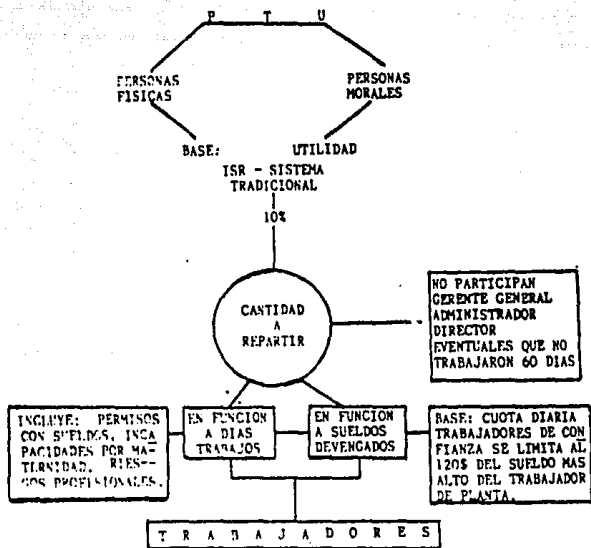 P T U
PERSONAS
FISICAS
PERSONAS
MORALES
BASE: UTILIDAD
ISR - SISTEMA
TRADICIONAL
10%
CANTIDAD
A
REPARTIR
NO PARTICIPAN
GERENTE GENERAL
ADMINISTRADOR
DIRECTOR
EVENTUALES QUE NO
TRABAJARON 60 DIAS
INCLUYE: PERMISOS
CON SUELDOS, INCA
PACIDADES POR MA-
TERNIDAD, RIES--
GOS PROFESIONALES.
EN FUNCION
A DIAS
TRABAJOS
EN FUNCION
A SUELDOS
DEVENGADOS
BASE: CUOTA DIARIA
TRABAJADORES DE CON
FIANZA SE LIMITA AL
120$ DEL SUELDO MAS
ALTO DEL TRABAJADOR
DE PLANTA.
T R A B A J A D O R E S